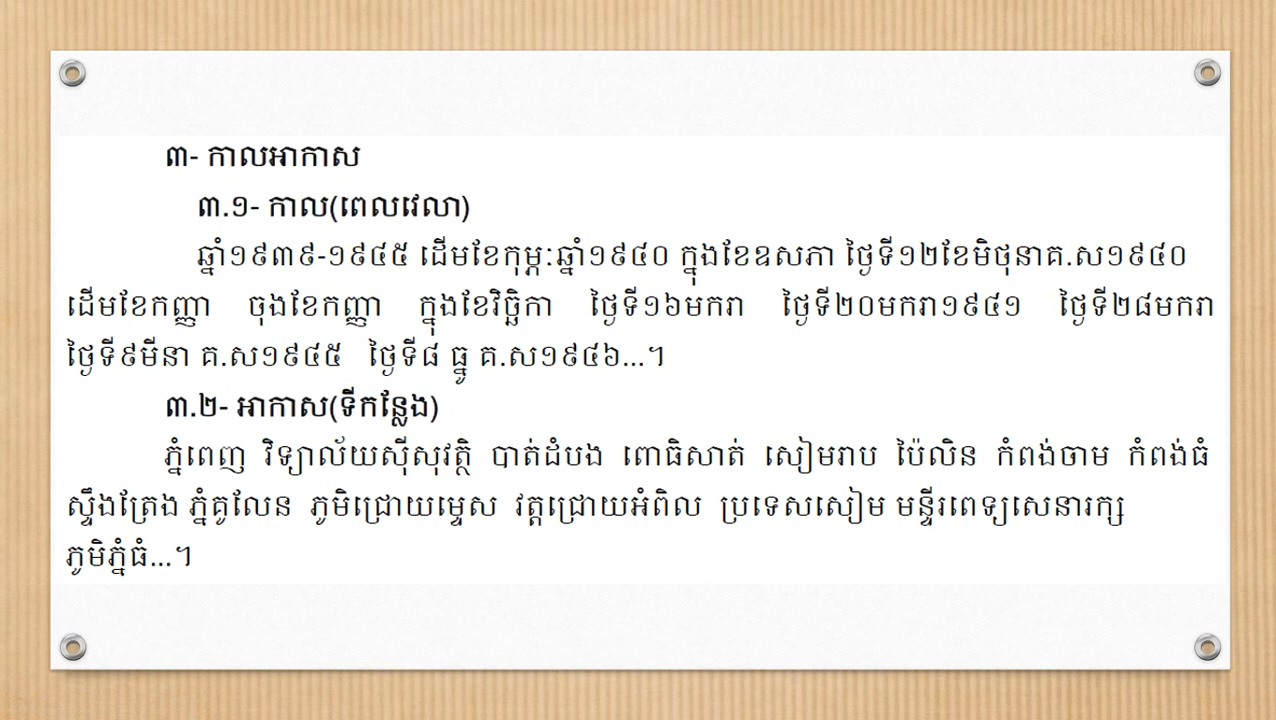 ៣- កាលអាកាស
៣.១- កាល(ពេលវេលា)
ឆ្នាំ១៩៣៩-១៩៤៥ ដើមខែកុម្ភៈឆ្នាំ១៩៤០ ក្នុងខែឧសភា ថ្ងៃទី១២ខែមិថុនាគ.ស១៩៤០
ដើមខែកញ្ញា ចុងខែកញ្ញា ក្នុងខែវិច្ឆិកា ថ្ងៃទី១៦មករា ថ្ងៃទី២០មករា១៩៤១ ថ្ងៃទី២៨មករា
ថ្ងៃទី៩មីនា គ.ស១៩៤៥ ថ្ងៃទី៨ ធ្នូ គ.ស១៩៤៦...។
៣.២- អាកាស(ទីកន្លែង)
ភ្នំពេញ វិទ្យាល័យស៊ីសុវត្ថិ បាត់ដំបង ពោធិសាត់ សៀមរាប ប៉ៃលិន កំពង់ចាម កំពង់ធំ
ស្ទឹងត្រែង ភ្នំគូលែន ភូមិជ្រោយម្ទេស វត្តជ្រោយអំពិល ប្រទេសសៀម មន្ទីរពេទ្យសេនារក្ស
ភូមិភ្នំធំ...។